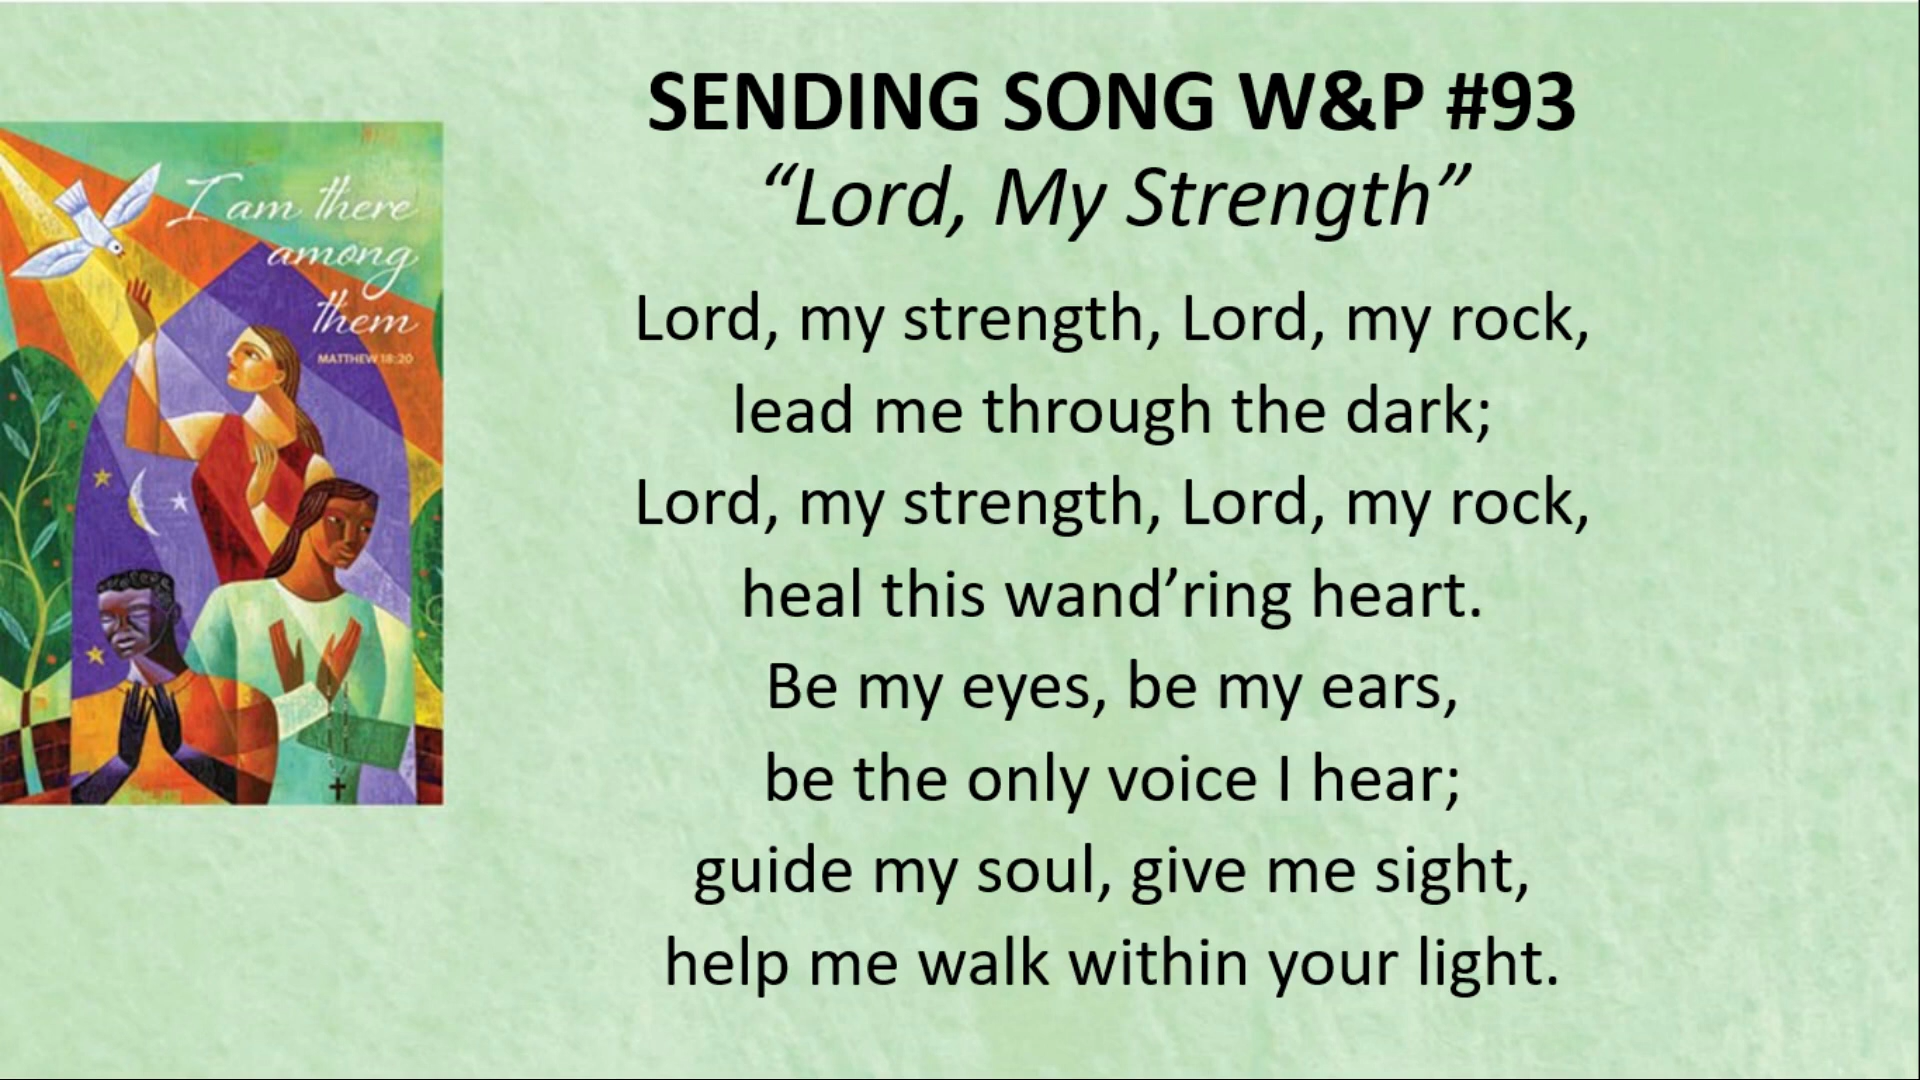 SENDING SONG W&P #93
“Lord, My Strength”
Lord, my strength, Lord, my rock,
lead me through the dark;
Lord, my strength, Lord, my rock,
heal this wand’ring heart.
Be my eyes, be my ears,
be the only voice I hear;
guide my soul, give me sight,
help me walk within your light.
I am there
among
them
MATTHEW 18:20